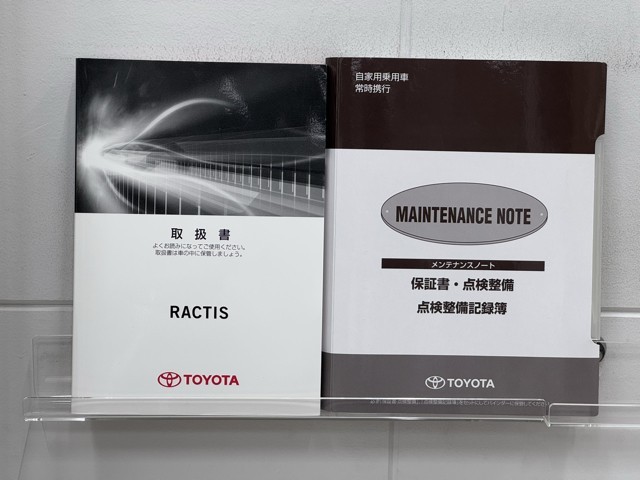 取扱書
よくお読みになってご使用ください。
取扱書は車の中に保管しましょう。
RACTIS
TOYOTA
自家用乗用車
常時携行
MAINTENANCE NOTE
メンテナンスノート
保証書・点検整備
点検整備記録簿
TOYOTA